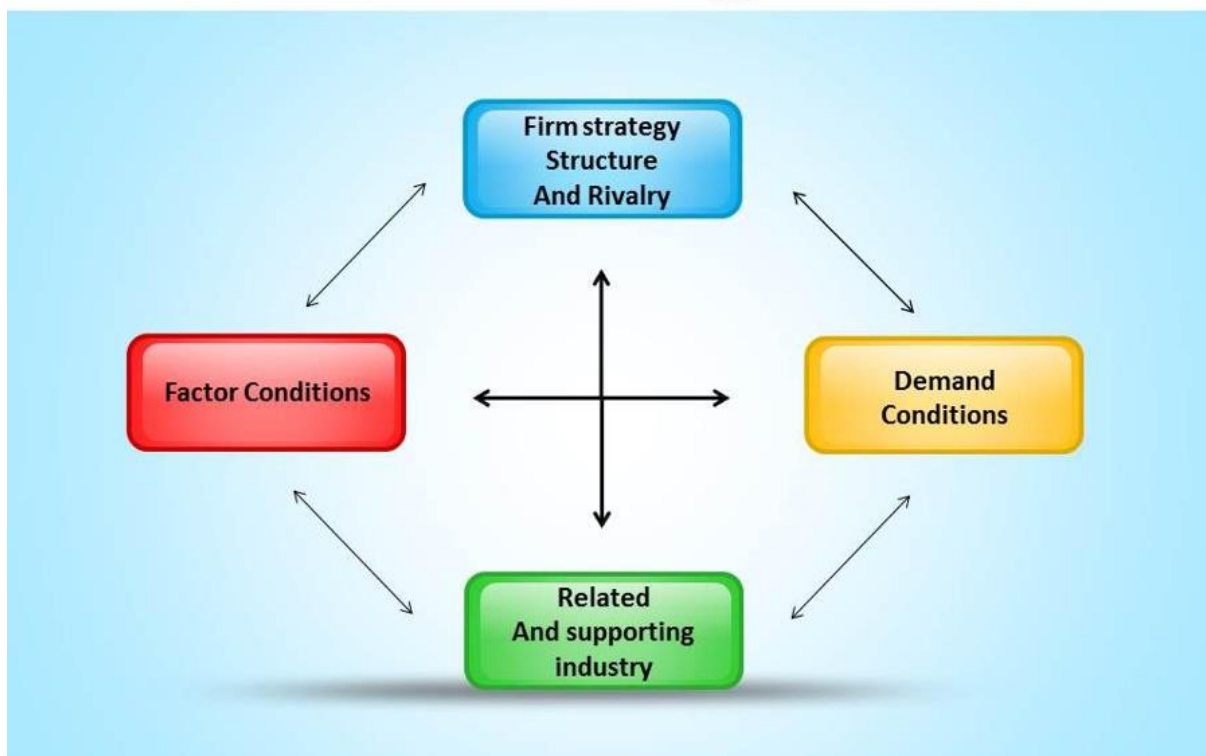 Firm strategy
Structure
And Rivalry
Factor Conditions
Demand
Conditions
Related
And supporting
industry